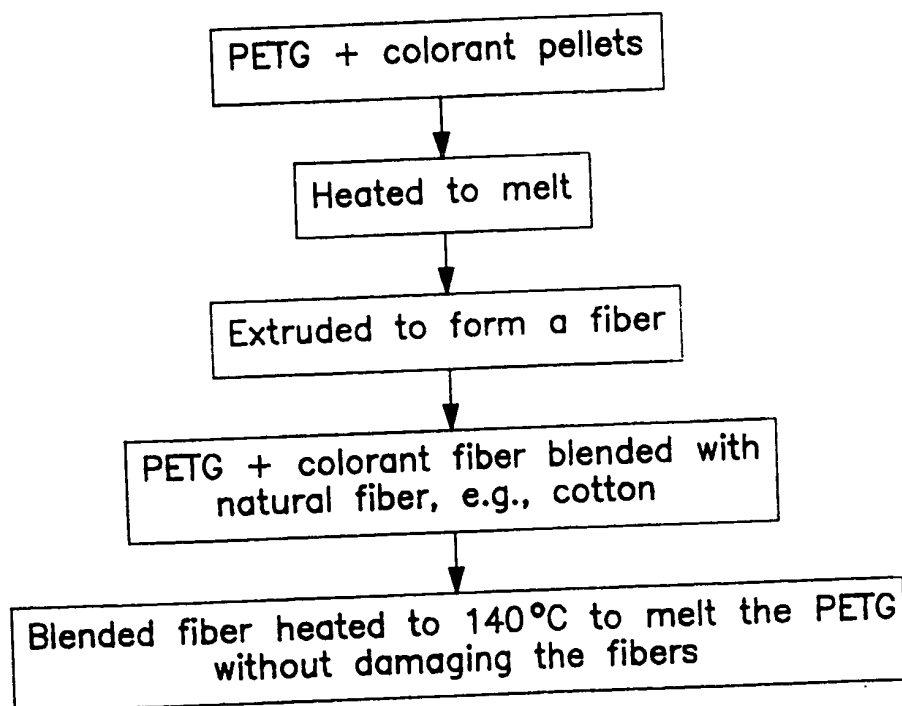 PETG + colorant pellets
Heated to melt
Extruded to form a fiber
PETG + colorant fiber blended with
natural fiber, e.g., cotton
Blended fiber heated to 140°C to melt the PETG
without damaging the fibers